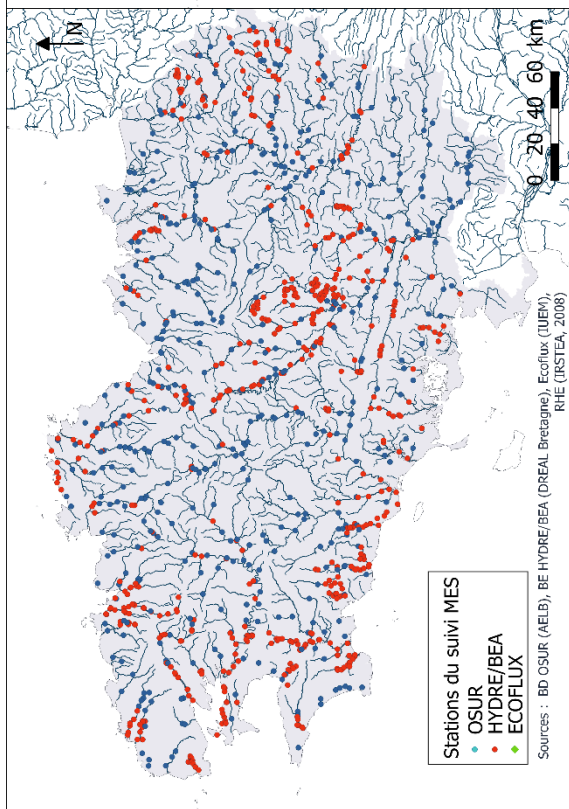 N
0 20 40 60 km
Stations du suivi MES
OSUR
HYDRE/BEA
ECOFLUX
Sources : BD OSUR (AELB), BE HYDRE/BEA (DREAL Bretagne), Ecoflux (IUEM),
RHE (IRSTEA, 2008)